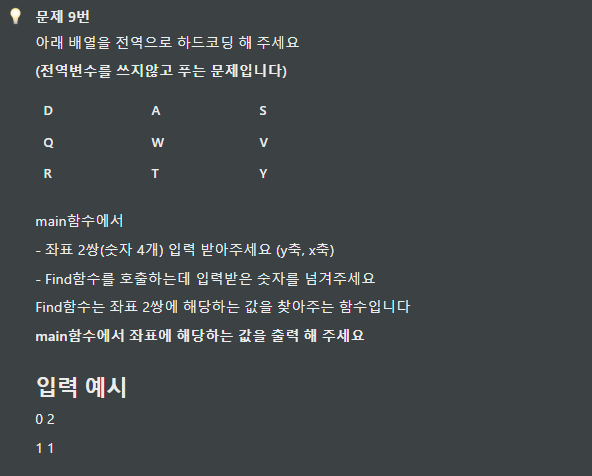 문제 9번
아래 배열을 전역으로 하드코딩 해 주세요
(전역변수를 쓰지않고 푸는 문제입니다)
D A S
Q W V
R T Y
main함수에서
- 좌표 2쌍(숫자 4개) 입력 받아주세요 (y축, x축)
- Find함수를 호출하는데 입력받은 숫자를 넘겨주세요
Find함수는 좌표 2쌍에 해당하는 값을 찾아주는 함수입니다
main함수에서 좌표에 해당하는 값을 출력 해 주세요
입력 예시
0 2
1 1